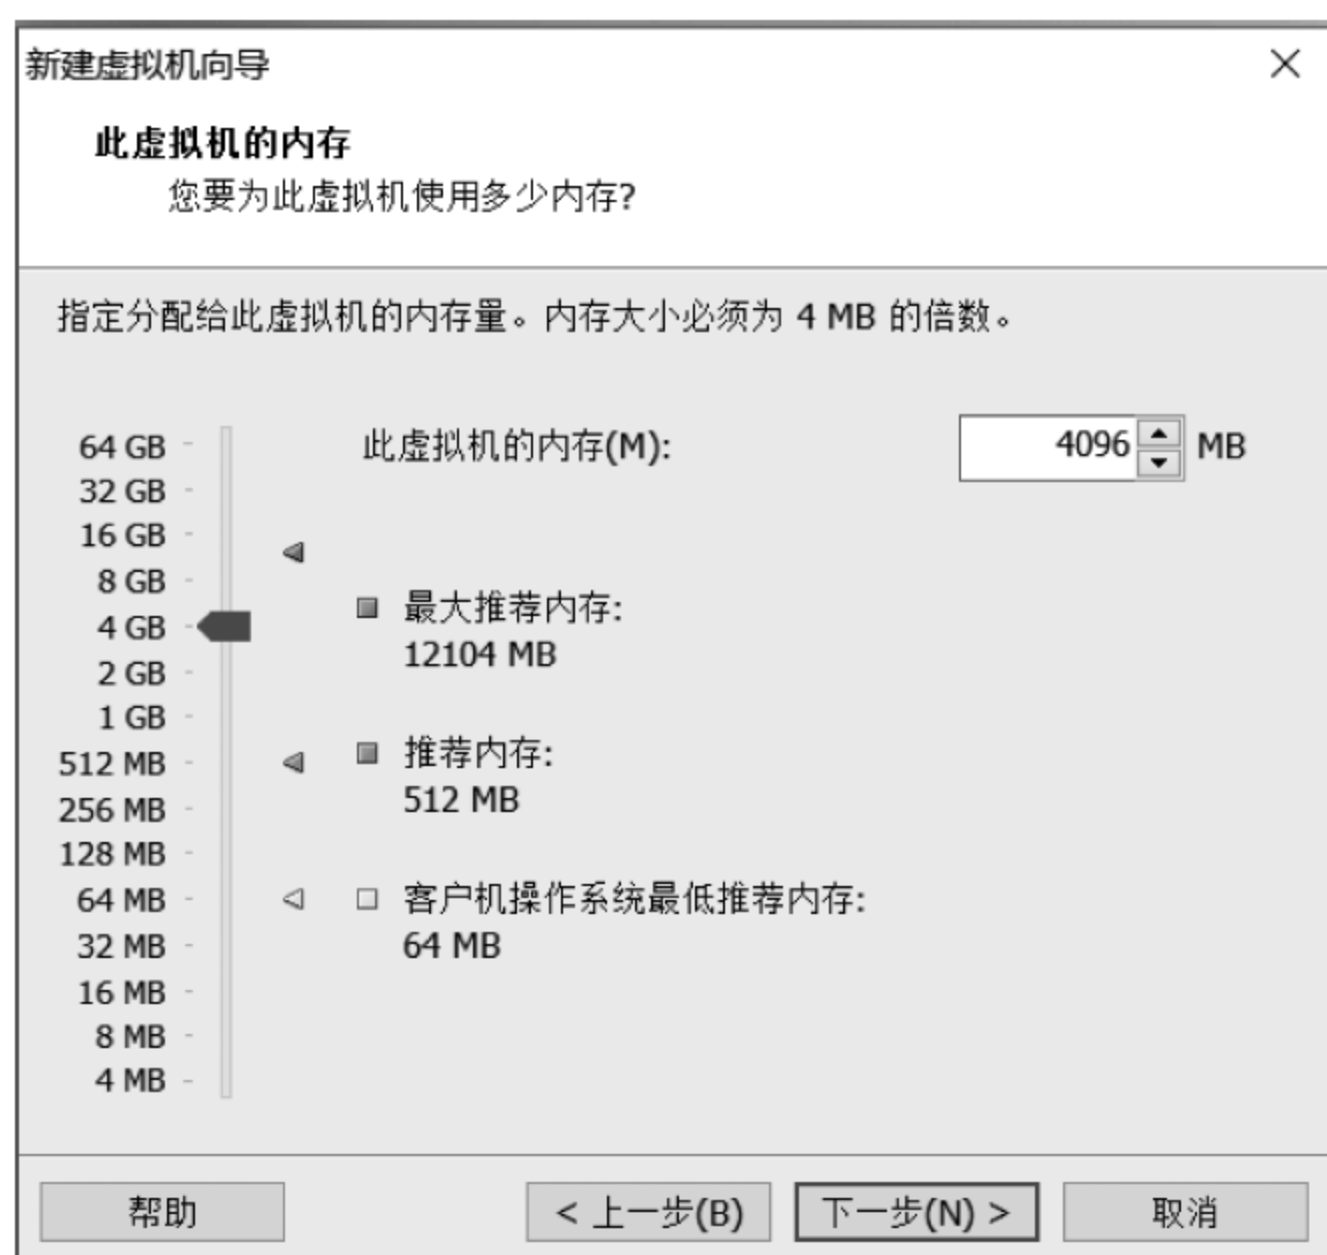 新建虚拟机向导
此虚拟机的内存
您要为此虚拟机使用多少内存?
指定分配给此虚拟机的内存量。内存大小必须为 4 MB 的倍数。
64 GB
32 GB
16 GB
8 GB
4 GB
2 GB
1 GB
512 MB
256 MB
128 MB
64 MB
32 MB
16 MB
8 MB
4 MB
此虚拟机的内存(M): 4096 MB
最大推荐内存:
12104 MB
推荐内存:
512 MB
客户机操作系统最低推荐内存:
64 MB
帮助 < 上一步(B) 下一步(N) > 取消